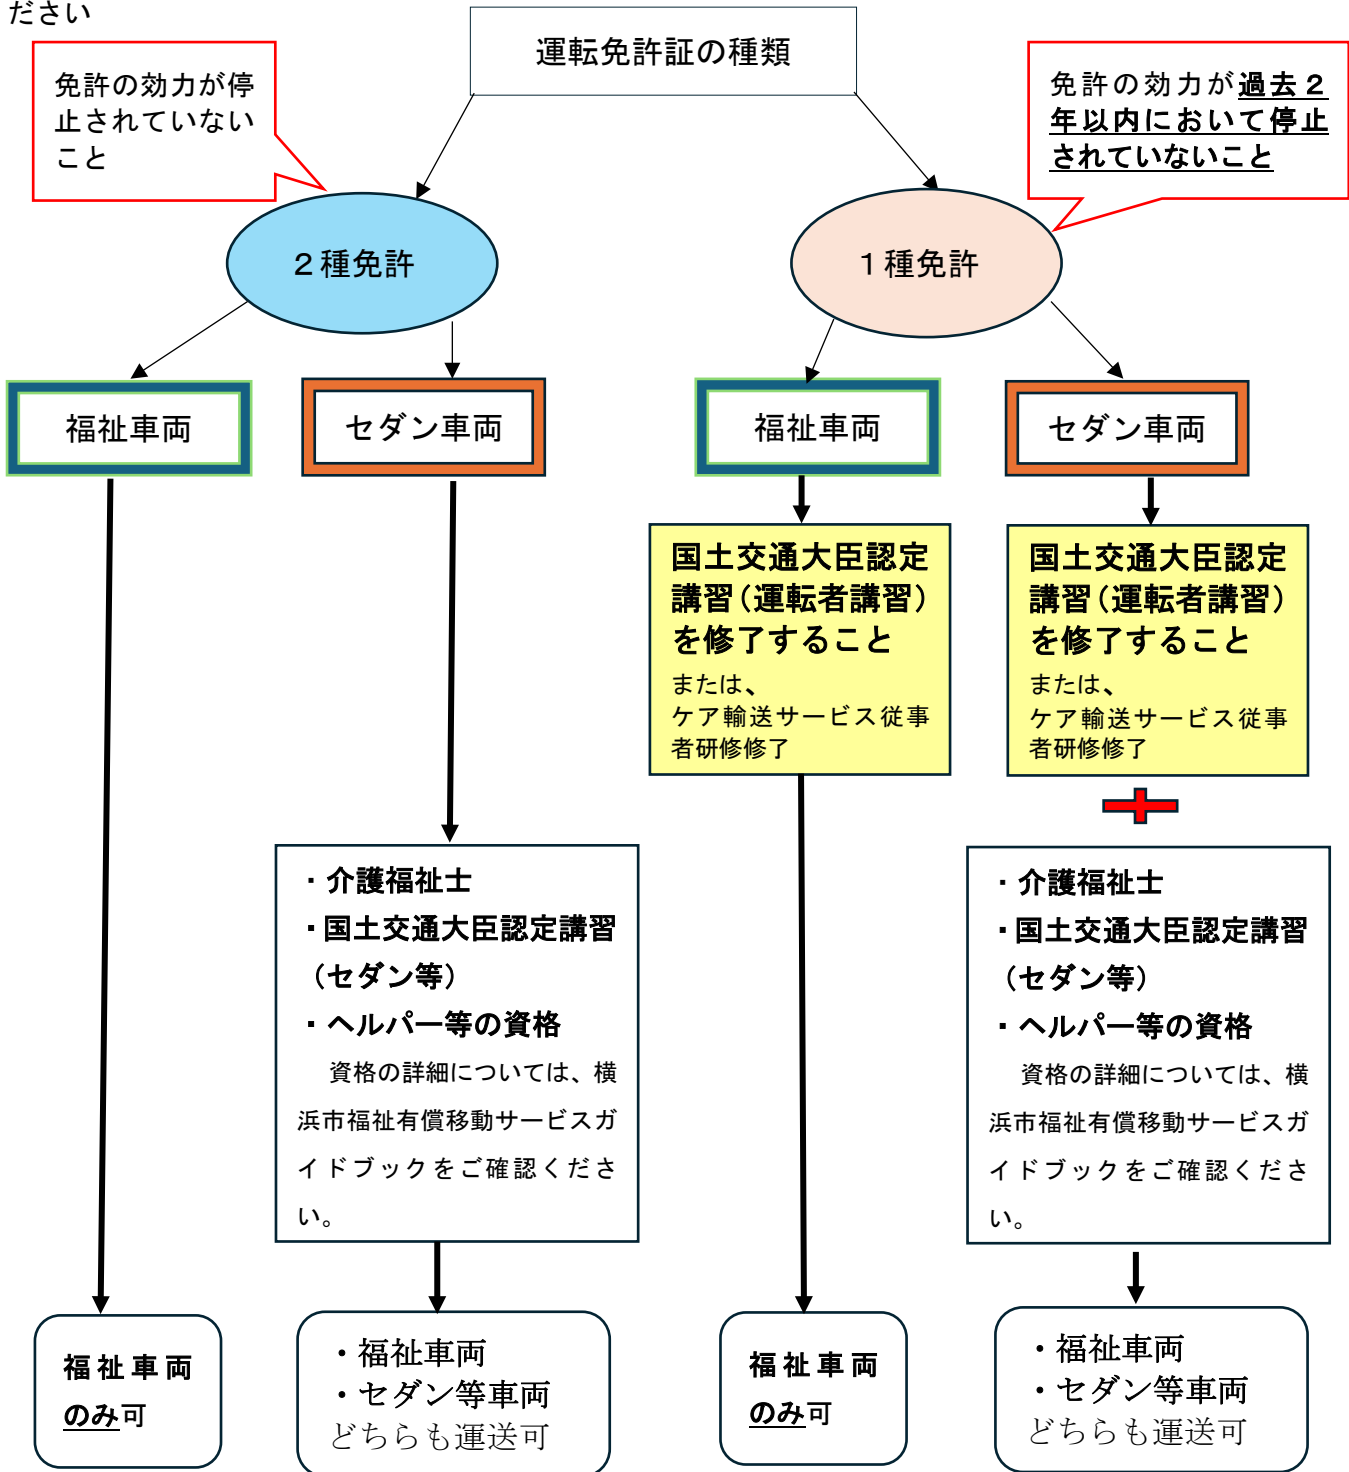 ださい
運転免許証の種類
免許の効力が停
止されていない
こと
免許の効力が過去２
年以内において停止
されていないこと
２種免許
１種免許
福祉車両
セダン車両
福祉車両
セダン車両
国土交通大臣認定
講習（運転者講習）
を修了すること
または、
ケア輸送サービス従事
者研修修了
国土交通大臣認定
講習（運転者講習）
を修了すること
または、
ケア輸送サービス従事
者研修修了
・介護福祉士
・国土交通大臣認定講習
（セダン等）
・ヘルパー等の資格
資格の詳細については、横
浜市福祉有償移動サービスガ
イドブックをご確認くださ
い。
・介護福祉士
・国土交通大臣認定講習
（セダン等）
・ヘルパー等の資格
資格の詳細については、横
浜市福祉有償移動サービスガ
イドブックをご確認くださ
い。
福祉車両
のみ可
・福祉車両
・セダン等車両
どちらも運送可
福祉車両
のみ可
・福祉車両
・セダン等車両
どちらも運送可